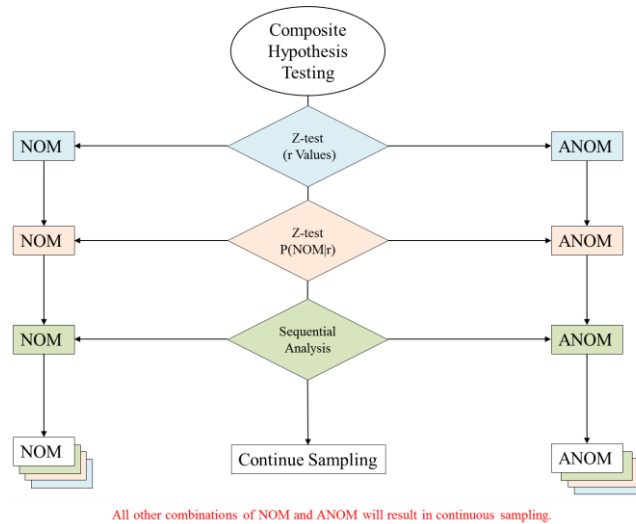 Composite
Hypothesis
Testing
NOM
Z-test
(r Values)
ANOM
NOM
Z-test
P(NOM|r)
ANOM
NOM
Sequential
Analysis
ANOM
NOM
Continue Sampling
ANOM
All other combinations of NOM and ANOM will result in continuous sampling.